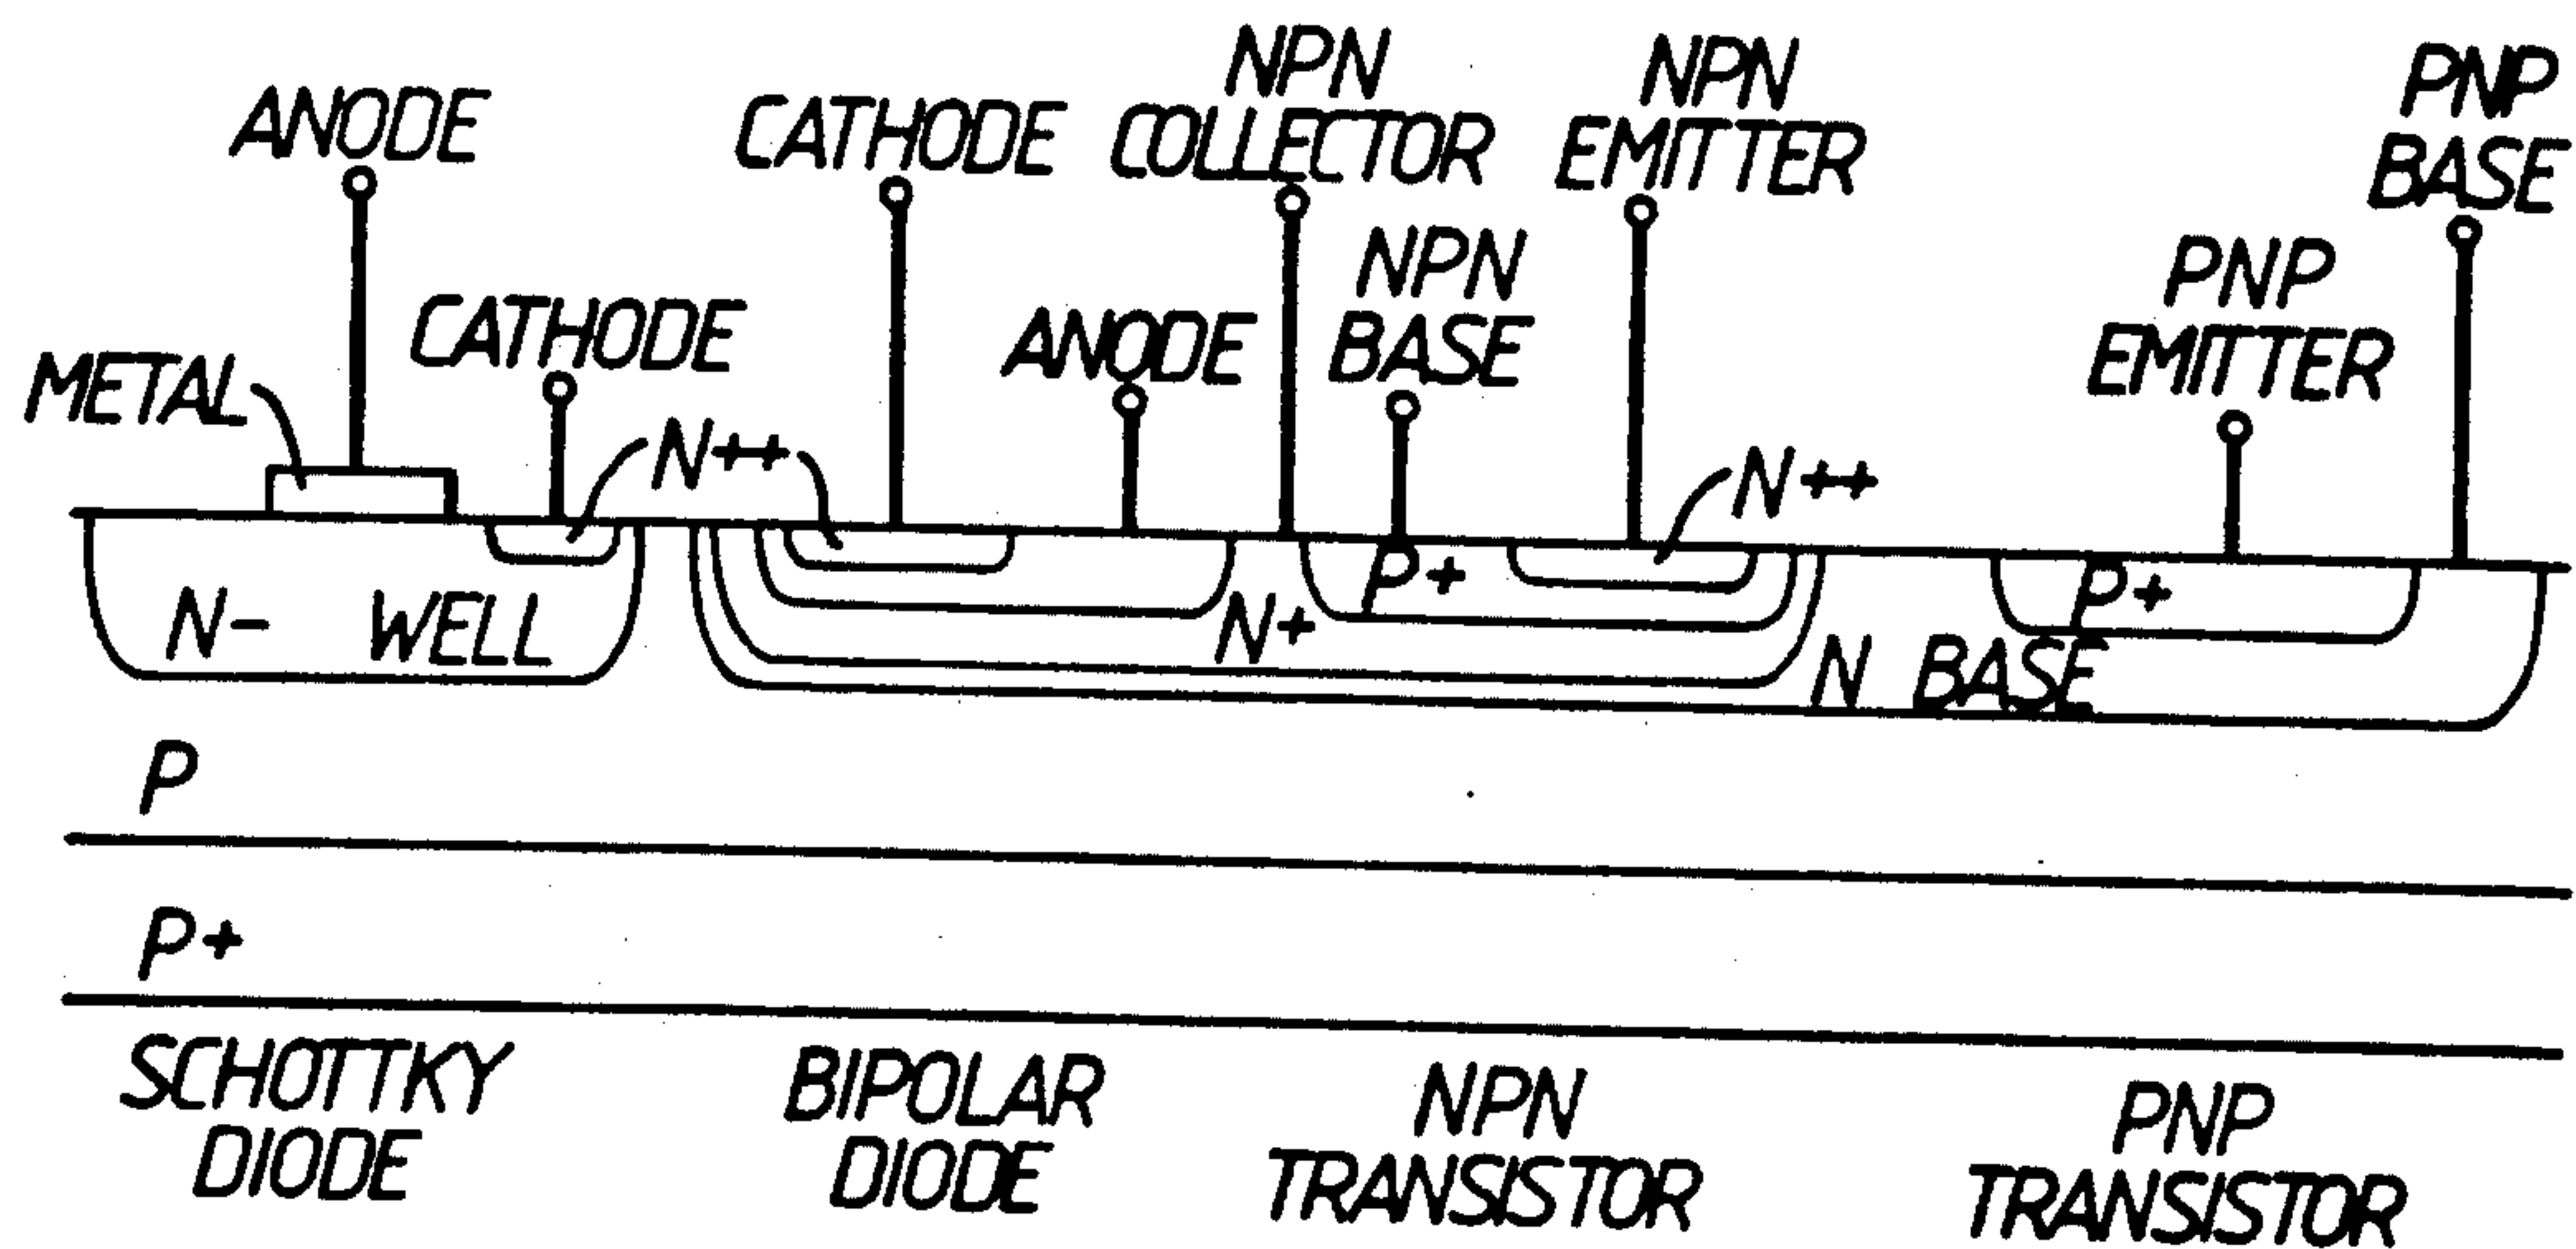 NPN
COLLECTOR
NPN
EMITTER
PNP
BASE
ANODE
CATHODE
NPN
BASE
PNP
EMITTER
METAL
CATHODE
ANODE
N++
N++
P+
P+
N- WELL
N+
N BASE
P
P+
SCHOTTKY
DIODE
BIPOLAR
DIODE
NPN
TRANSISTOR
PNP
TRANSISTOR